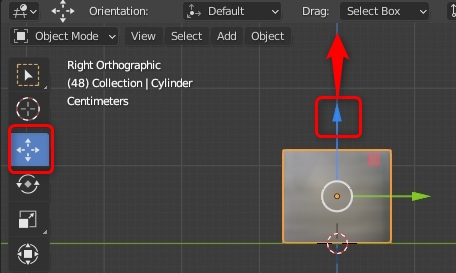 Orientation: Default Drag: Select Box
Object Mode View Select Add Object
Right Orthographic
(48) Collection | Cylinder
Centimeters